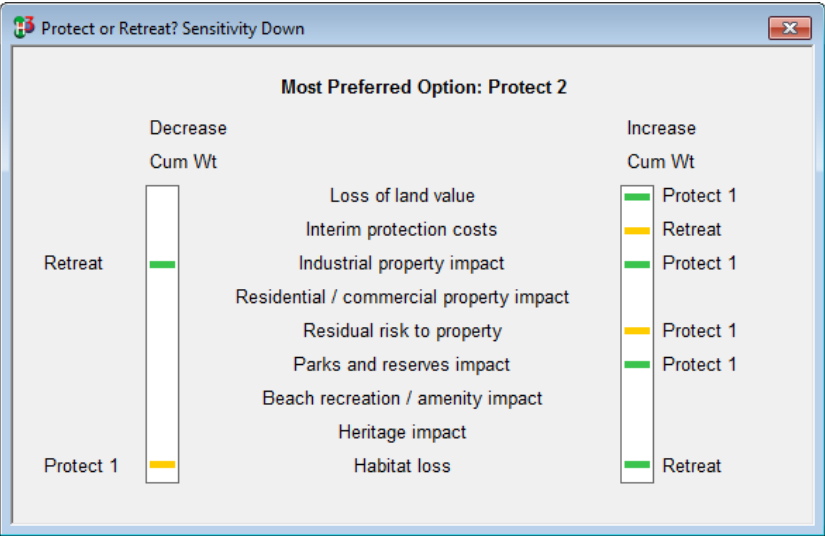 Protect or Retreat? Sensitivity Down
Most Preferred Option: Protect 2
Decrease Increase
Cum Wt Cum Wt
Loss of land value Protect 1
Interim protection costs Retreat
Retreat Industrial property impact Protect 1
Residential / commercial property impact
Residual risk to property Protect 1
Parks and reserves impact Protect 1
Beach recreation / amenity impact
Heritage impact
Protect 1 Habitat loss Retreat